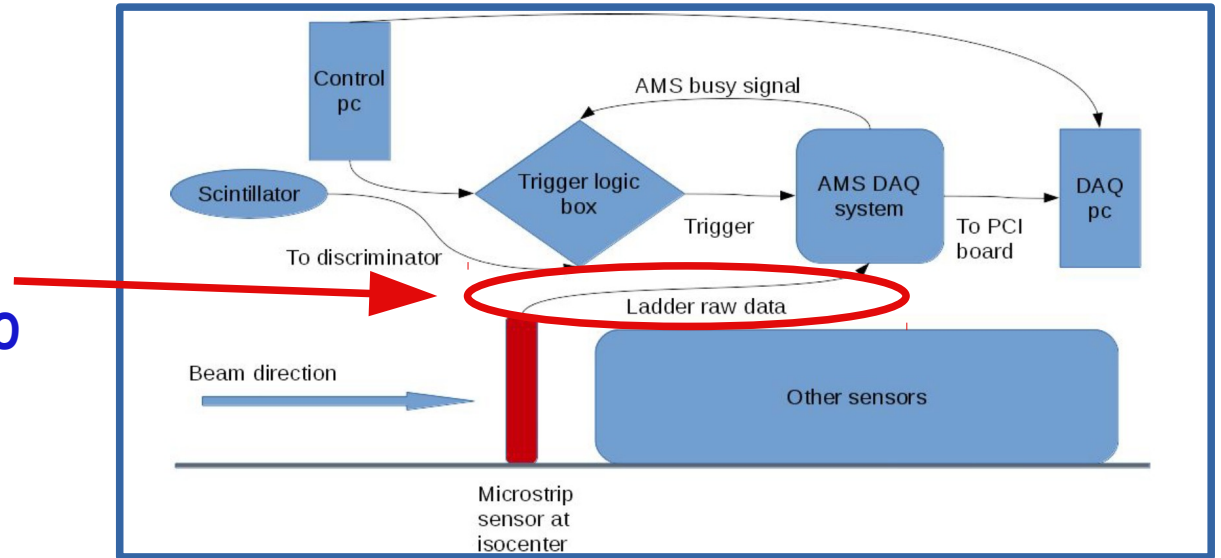 Control
pc
AMS busy signal
Scintillator
Trigger logic
box
AMS DAQ
system
DAQ
pc
Trigger
To PCI
board
To discriminator
Ladder raw data
Beam direction
Other sensors
Microstrip
sensor at
isocenter